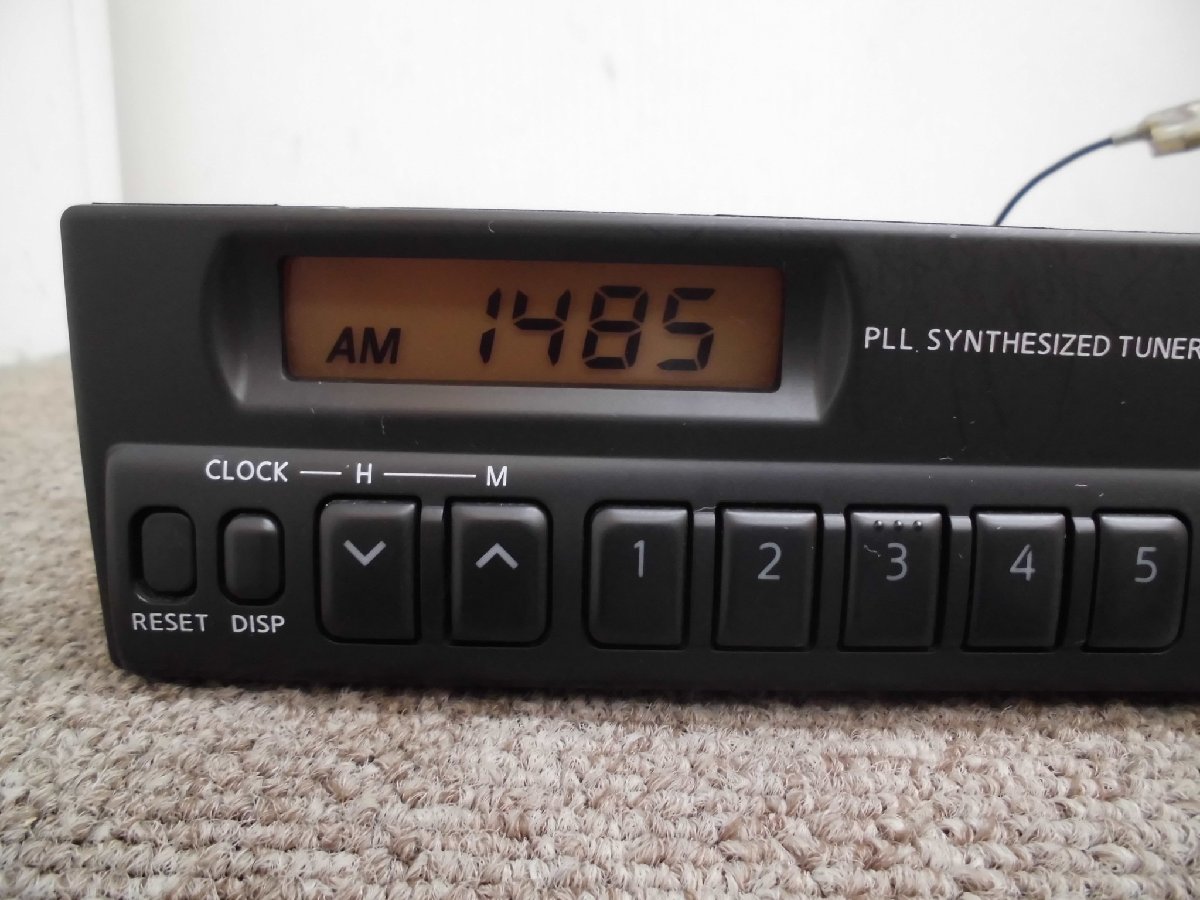 AM 1485
PLL SYNTHESIZED TUNER
CLOCK H M
1 2 3 4 5
RESET DISP